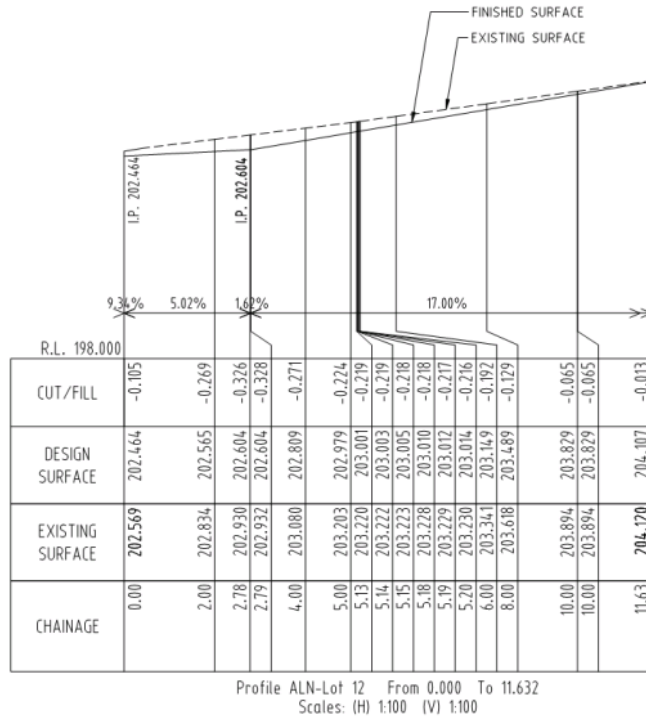 FINISHED SURFACE
EXISTING SURFACE
I.P. 202.464
I.P. 202.604
9.34% 5.02% 1.62% 17.00%
R.L. 198.000
CUT/FILL -0.105 -0.269 -0.326 -0.328 -0.271 -0.224 -0.219 -0.219 -0.218 -0.218 -0.217 -0.216 -0.192 -0.129 -0.065 -0.065 -0.013
DESIGN
SURFACE
202.464 202.565 202.604 202.604 202.809 202.979 203.001 203.003 203.005 203.010 203.012 203.014 203.149 203.489 203.829 203.829 204.107
EXISTING
SURFACE
202.569 202.834 202.930 202.932 203.080 203.203 203.220 203.222 203.223 203.228 203.229 203.230 203.341 203.618 203.894 203.894 204.120
CHAINAGE 0.00 2.00 2.78 2.79 4.00 5.00 5.13 5.14 5.15 5.18 5.19 5.20 6.00 8.00 10.00 10.00 11.63
Profile ALN-Lot 12 From 0.000 To 11.632
Scales: (H) 1:100 (V) 1:100